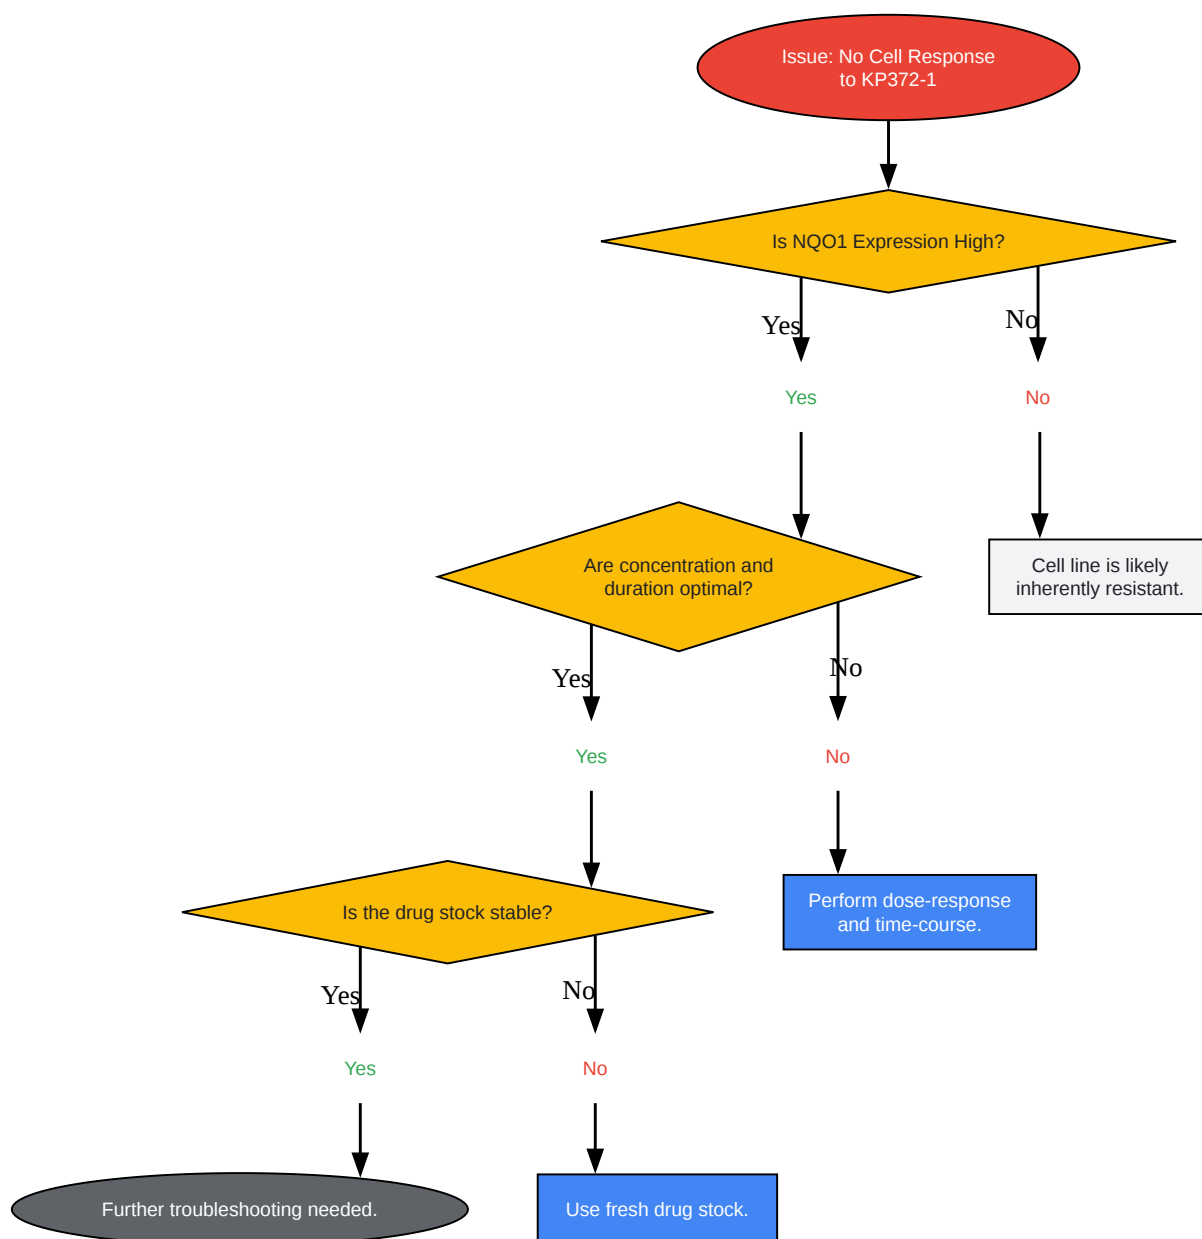 Issue: No Cell Response
to KP372-1
Is NQO1 Expression High?
Yes
No
Yes
No
Are concentration and
duration optimal?
Cell line is likely
inherently resistant.
Yes
No
Yes
No
Is the drug stock stable?
Perform dose-response
and time-course.
Yes
No
Yes
No
Further troubleshooting needed.
Use fresh drug stock.